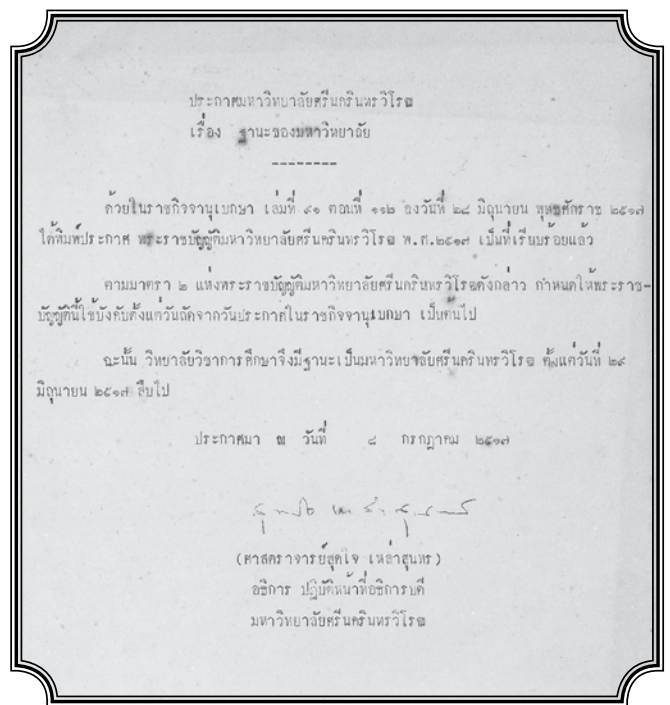 ประกาศมหาวิทยาลัยศรีนครินทรวิโรฒ
เรื่อง ฐานะของมหาวิทยาลัย
--------
ด้วยในราชกิจจานุเบกษา เล่มที่ ๙๑ ตอนที่ ๑๑๒ ลงวันที่ ๒๘ มิถุนายน พุทธศักราช ๒๕๑๗
ได้พิมพ์ประกาศ พระราชบัญญัติมหาวิทยาลัยศรีนครินทรวิโรฒ พ.ศ.๒๕๑๗ เป็นที่เรียบร้อยแล้ว
ตามมาตรา ๒ แห่งพระราชบัญญัติมหาวิทยาลัยศรีนครินทรวิโรฒดังกล่าว กำหนดให้พระราช-
บัญญัตินี้ใช้บังคับตั้งแต่วันถัดจากวันประกาศในราชกิจจานุเบกษา เป็นต้นไป
ฉะนั้น วิทยาลัยวิชาการศึกษาจึงมีฐานะเป็นมหาวิทยาลัยศรีนครินทรวิโรฒ ตั้งแต่วันที่ ๒๙
มิถุนายน ๒๕๑๗ สืบไป
ประกาศมา ณ วันที่ ๘ กรกฎาคม ๒๕๑๗
สุดใจ เหล่าสุนทร
(ศาสตราจารย์สุดใจ เหล่าสุนทร)
อธิการ ปฏิบัติหน้าที่อธิการบดี
มหาวิทยาลัยศรีนครินทรวิโรฒ